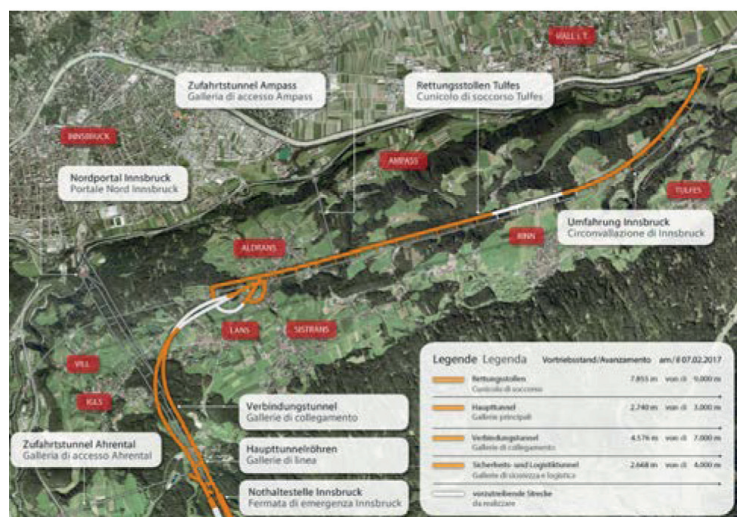 HALL i. T.
Zufahrtstunnel Ampass
Galleria di accesso Ampass
Rettungsstollen Tulfes
Cunicolo di soccorso Tulfes
INNSBRUCK
AMPASS
Nordportal Innsbruck
Portale Nord Innsbruck
TULFES
Umfahrung Innsbruck
Circonvallazione di Innsbruck
RINN
ALDRANS
LANS
SISTRANS
VILL
IGLS
Legende Legenda Vortriebsstand/Avanzamento am/il 07.02.2017
Rettungsstollen 7.855 m von di 9.000 m
Cunicolo di soccorso
Haupttunnel 2.740 m von di 3.000 m
Gallerie principali
Verbindungstunnel 4.576 m von di 7.000 m
Gallerie di collegamento
Sicherheits- und Logistiktunnel 2.668 m von di 4.000 m
Gallerie di sicurezza e logistica
vorzutreibende Strecke
da realizzare
Verbindungstunnel
Gallerie di collegamento
Zufahrtstunnel Ahrental
Galleria di accesso Ahrental
Haupttunnelröhren
Gallerie di linea
Nothaltestelle Innsbruck
Fermata di emergenza Innsbruck